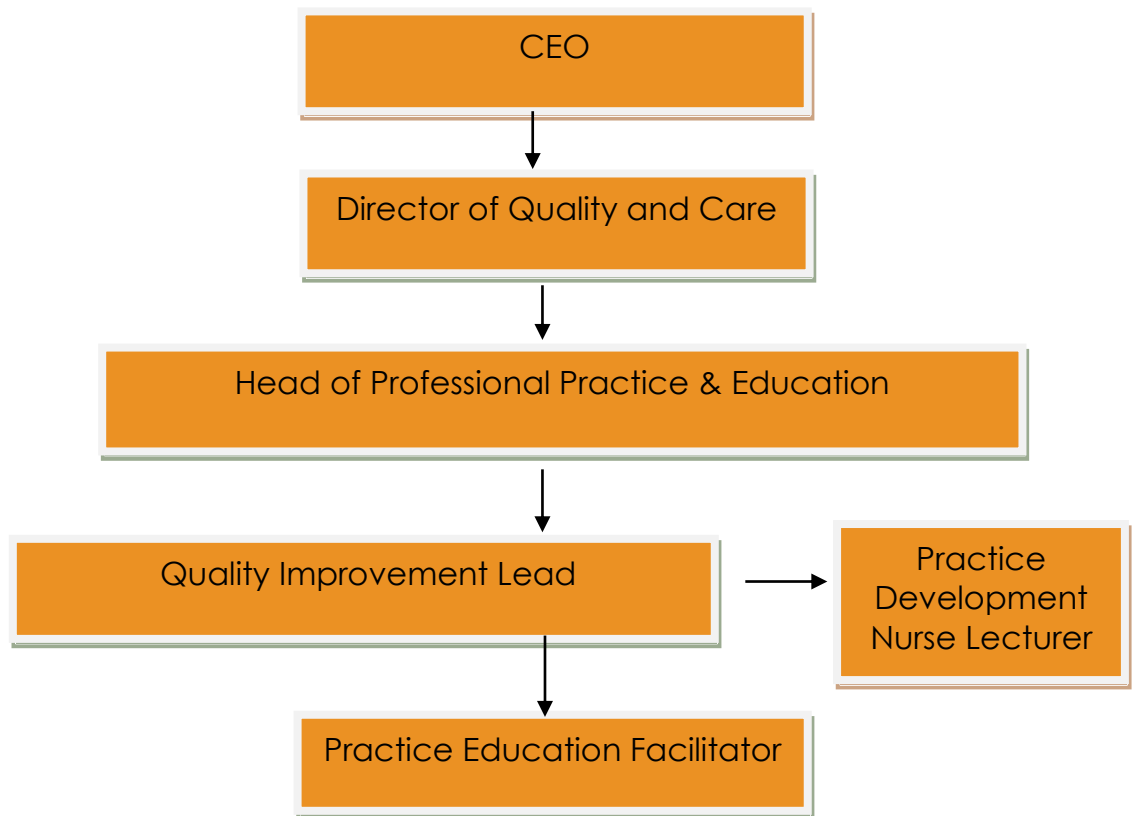 CEO
Director of Quality and Care
Head of Professional Practice & Education
Quality Improvement Lead
Practice
Development
Nurse Lecturer
Practice Education Facilitator